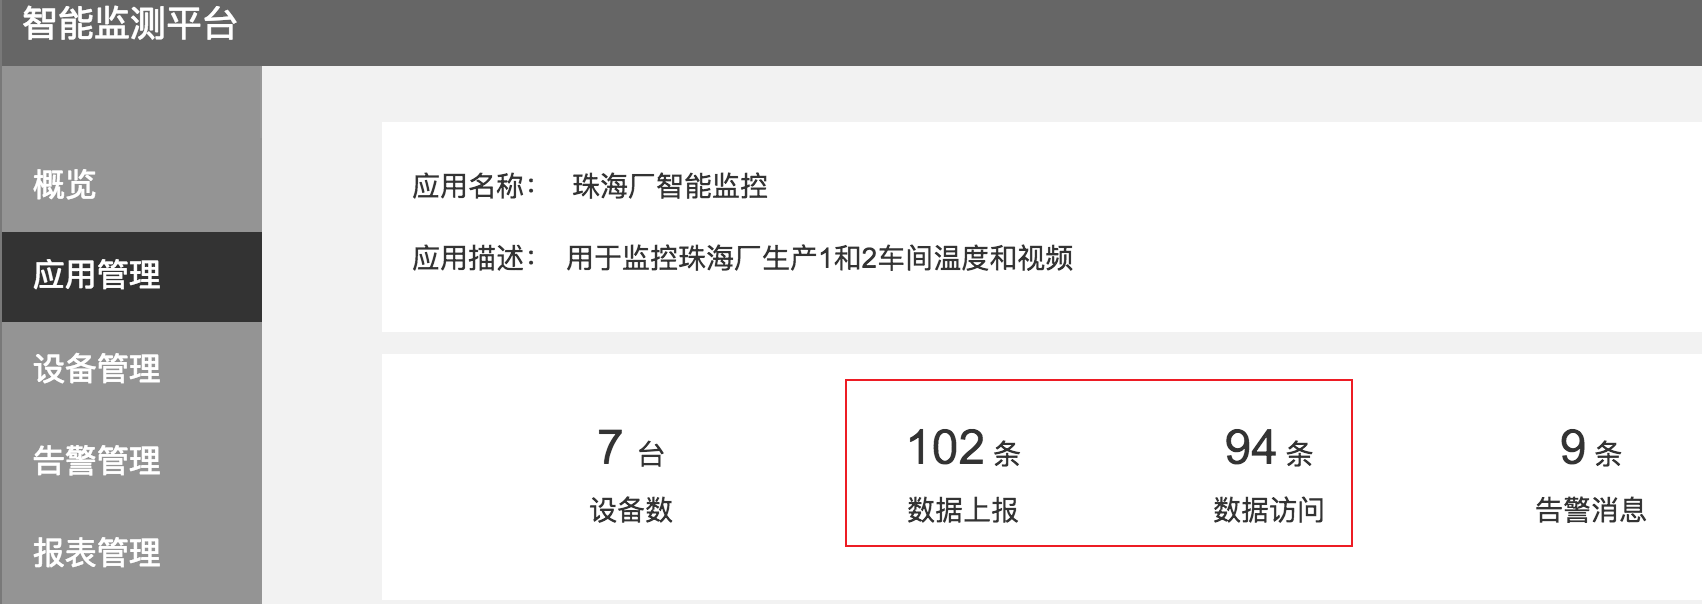 智能监测平台
概览
应用管理
设备管理
告警管理
报表管理
应用名称： 珠海厂智能监控
应用描述： 用于监控珠海厂生产1和2车间温度和视频
7 台
设备数
102 条
数据上报
94 条
数据访问
9 条
告警消息